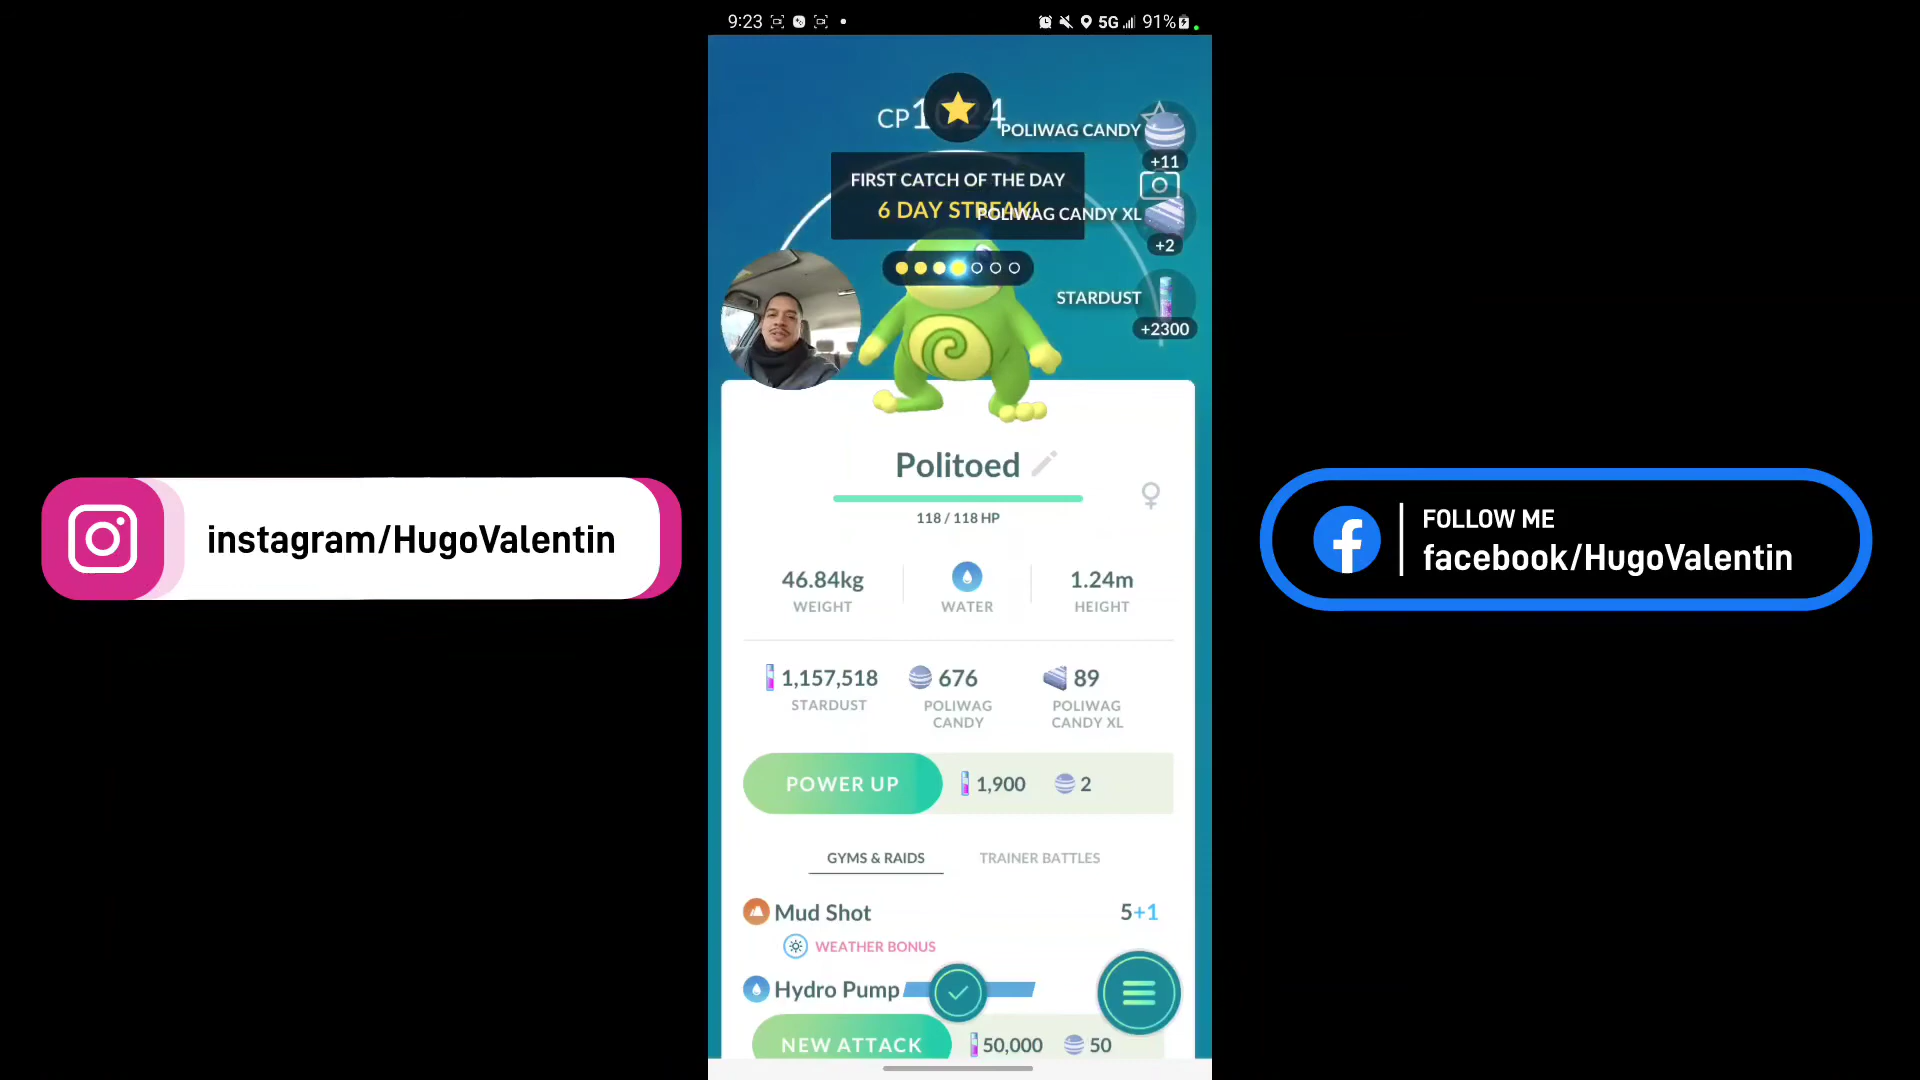 9:23
5G 91%
CP
POLIWAG CANDY
+11
FIRST CATCH OF THE DAY
6 DAY STREAK!
POLIWAG CANDY XL
+2
STARDUST
+2300
Politoed
118 / 118 HP
46.84kg
WEIGHT
WATER
1.24m
HEIGHT
1,157,518
STARDUST
676
POLIWAG
CANDY
89
POLIWAG
CANDY XL
POWER UP
1,900
2
GYMS & RAIDS
TRAINER BATTLES
Mud Shot
5+1
WEATHER BONUS
Hydro Pump
NEW ATTACK
50,000
50
instagram/HugoValentin
FOLLOW ME
facebook/HugoValentin